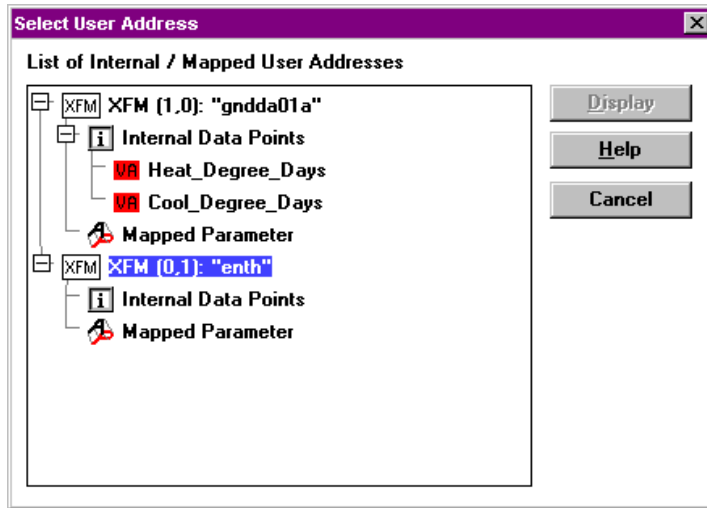 Select User Address
List of Internal / Mapped User Addresses
XFM XFM (1,0): "gndda01a"
i Internal Data Points
VA Heat_Degree_Days
VA Cool_Degree_Days
Mapped Parameter
XFM XFM (0,1): "enth"
i Internal Data Points
Mapped Parameter
Display
Help
Cancel